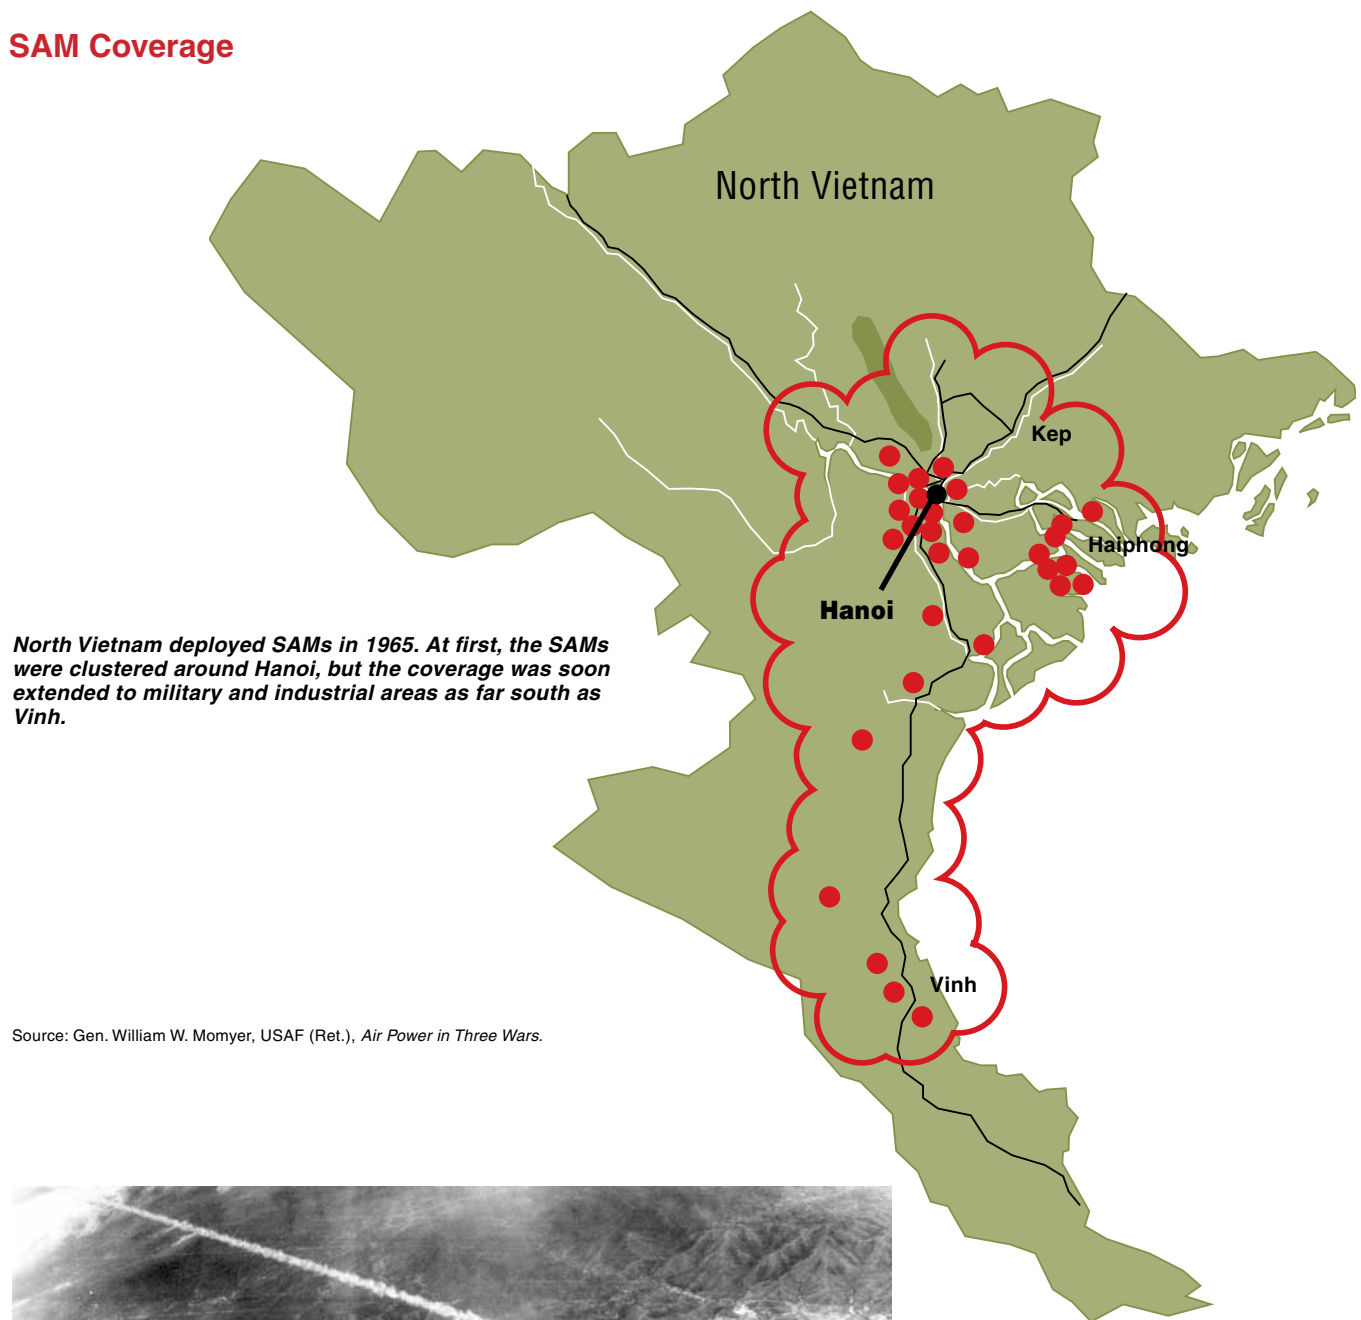 SAM Coverage
North Vietnam
Kep
Haiphong
Hanoi
North Vietnam deployed SAMs in 1965. At first, the SAMs
were clustered around Hanoi, but the coverage was soon
extended to military and industrial areas as far south as
Vinh.
Vinh
Source: Gen. William W. Momyer, USAF (Ret.), Air Power in Three Wars.